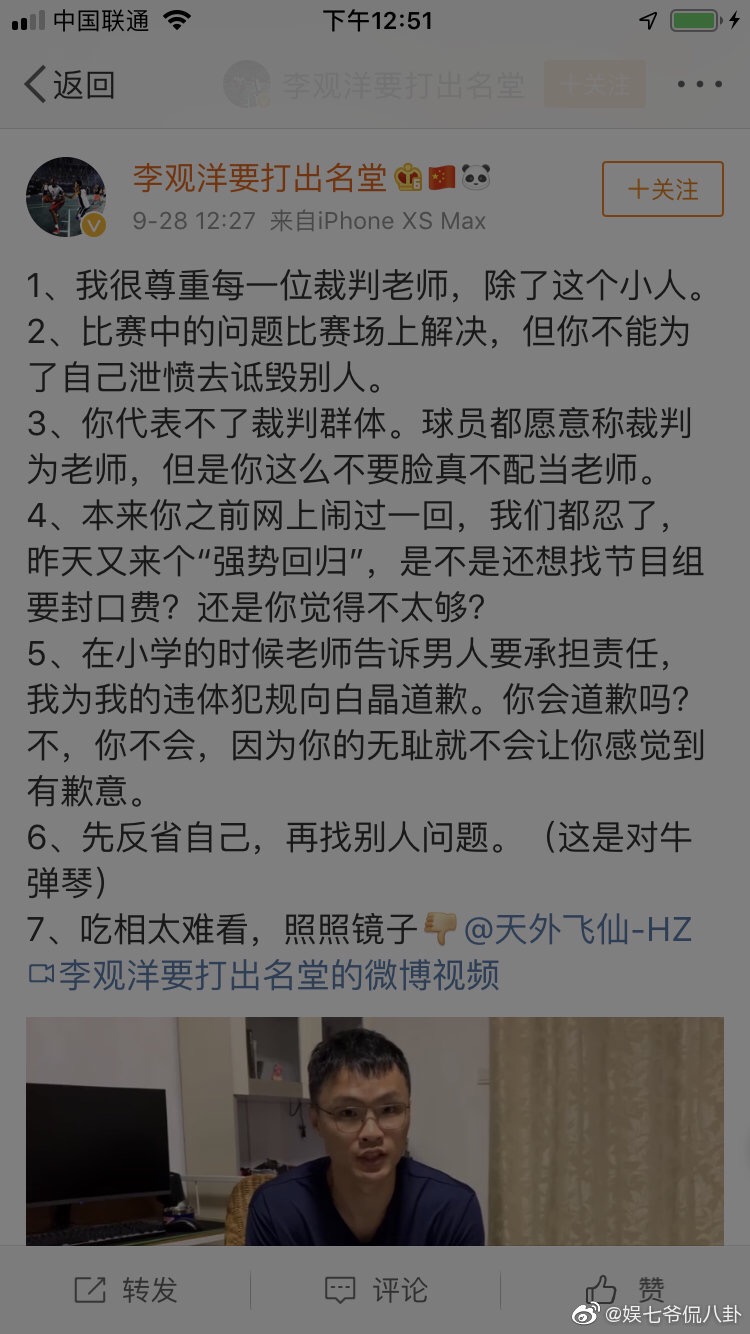 中国联通 下午12:51
返回 李观洋要打出名堂 十关注
李观洋要打出名堂
9-28 12:27 来自iPhone XS Max
十关注
1、我很尊重每一位裁判老师，除了这个小人。
2、比赛中的问题比赛场上解决，但你不能为
了自己泄愤去诋毁别人。
3、你代表不了裁判群体。球员都愿意称裁判
为老师，但是你这么不要脸真不配当老师。
4、本来你之前网上闹过一回，我们都忍了，
昨天又来个“强势回归”，是不是还想找节目组
要封口费？还是你觉得不太够？
5、在小学的时候老师告诉男人要承担责任，
我为我的违体犯规向白晶道歉。你会道歉吗？
不，你不会，因为你的无耻就不会让你感觉到
有歉意。
6、先反省自己，再找别人问题。（这是对牛
弹琴）
7、吃相太难看，照照镜子👎@天外飞仙-HZ
李观洋要打出名堂的微博视频
转发 评论 赞
@娱七爷侃八卦